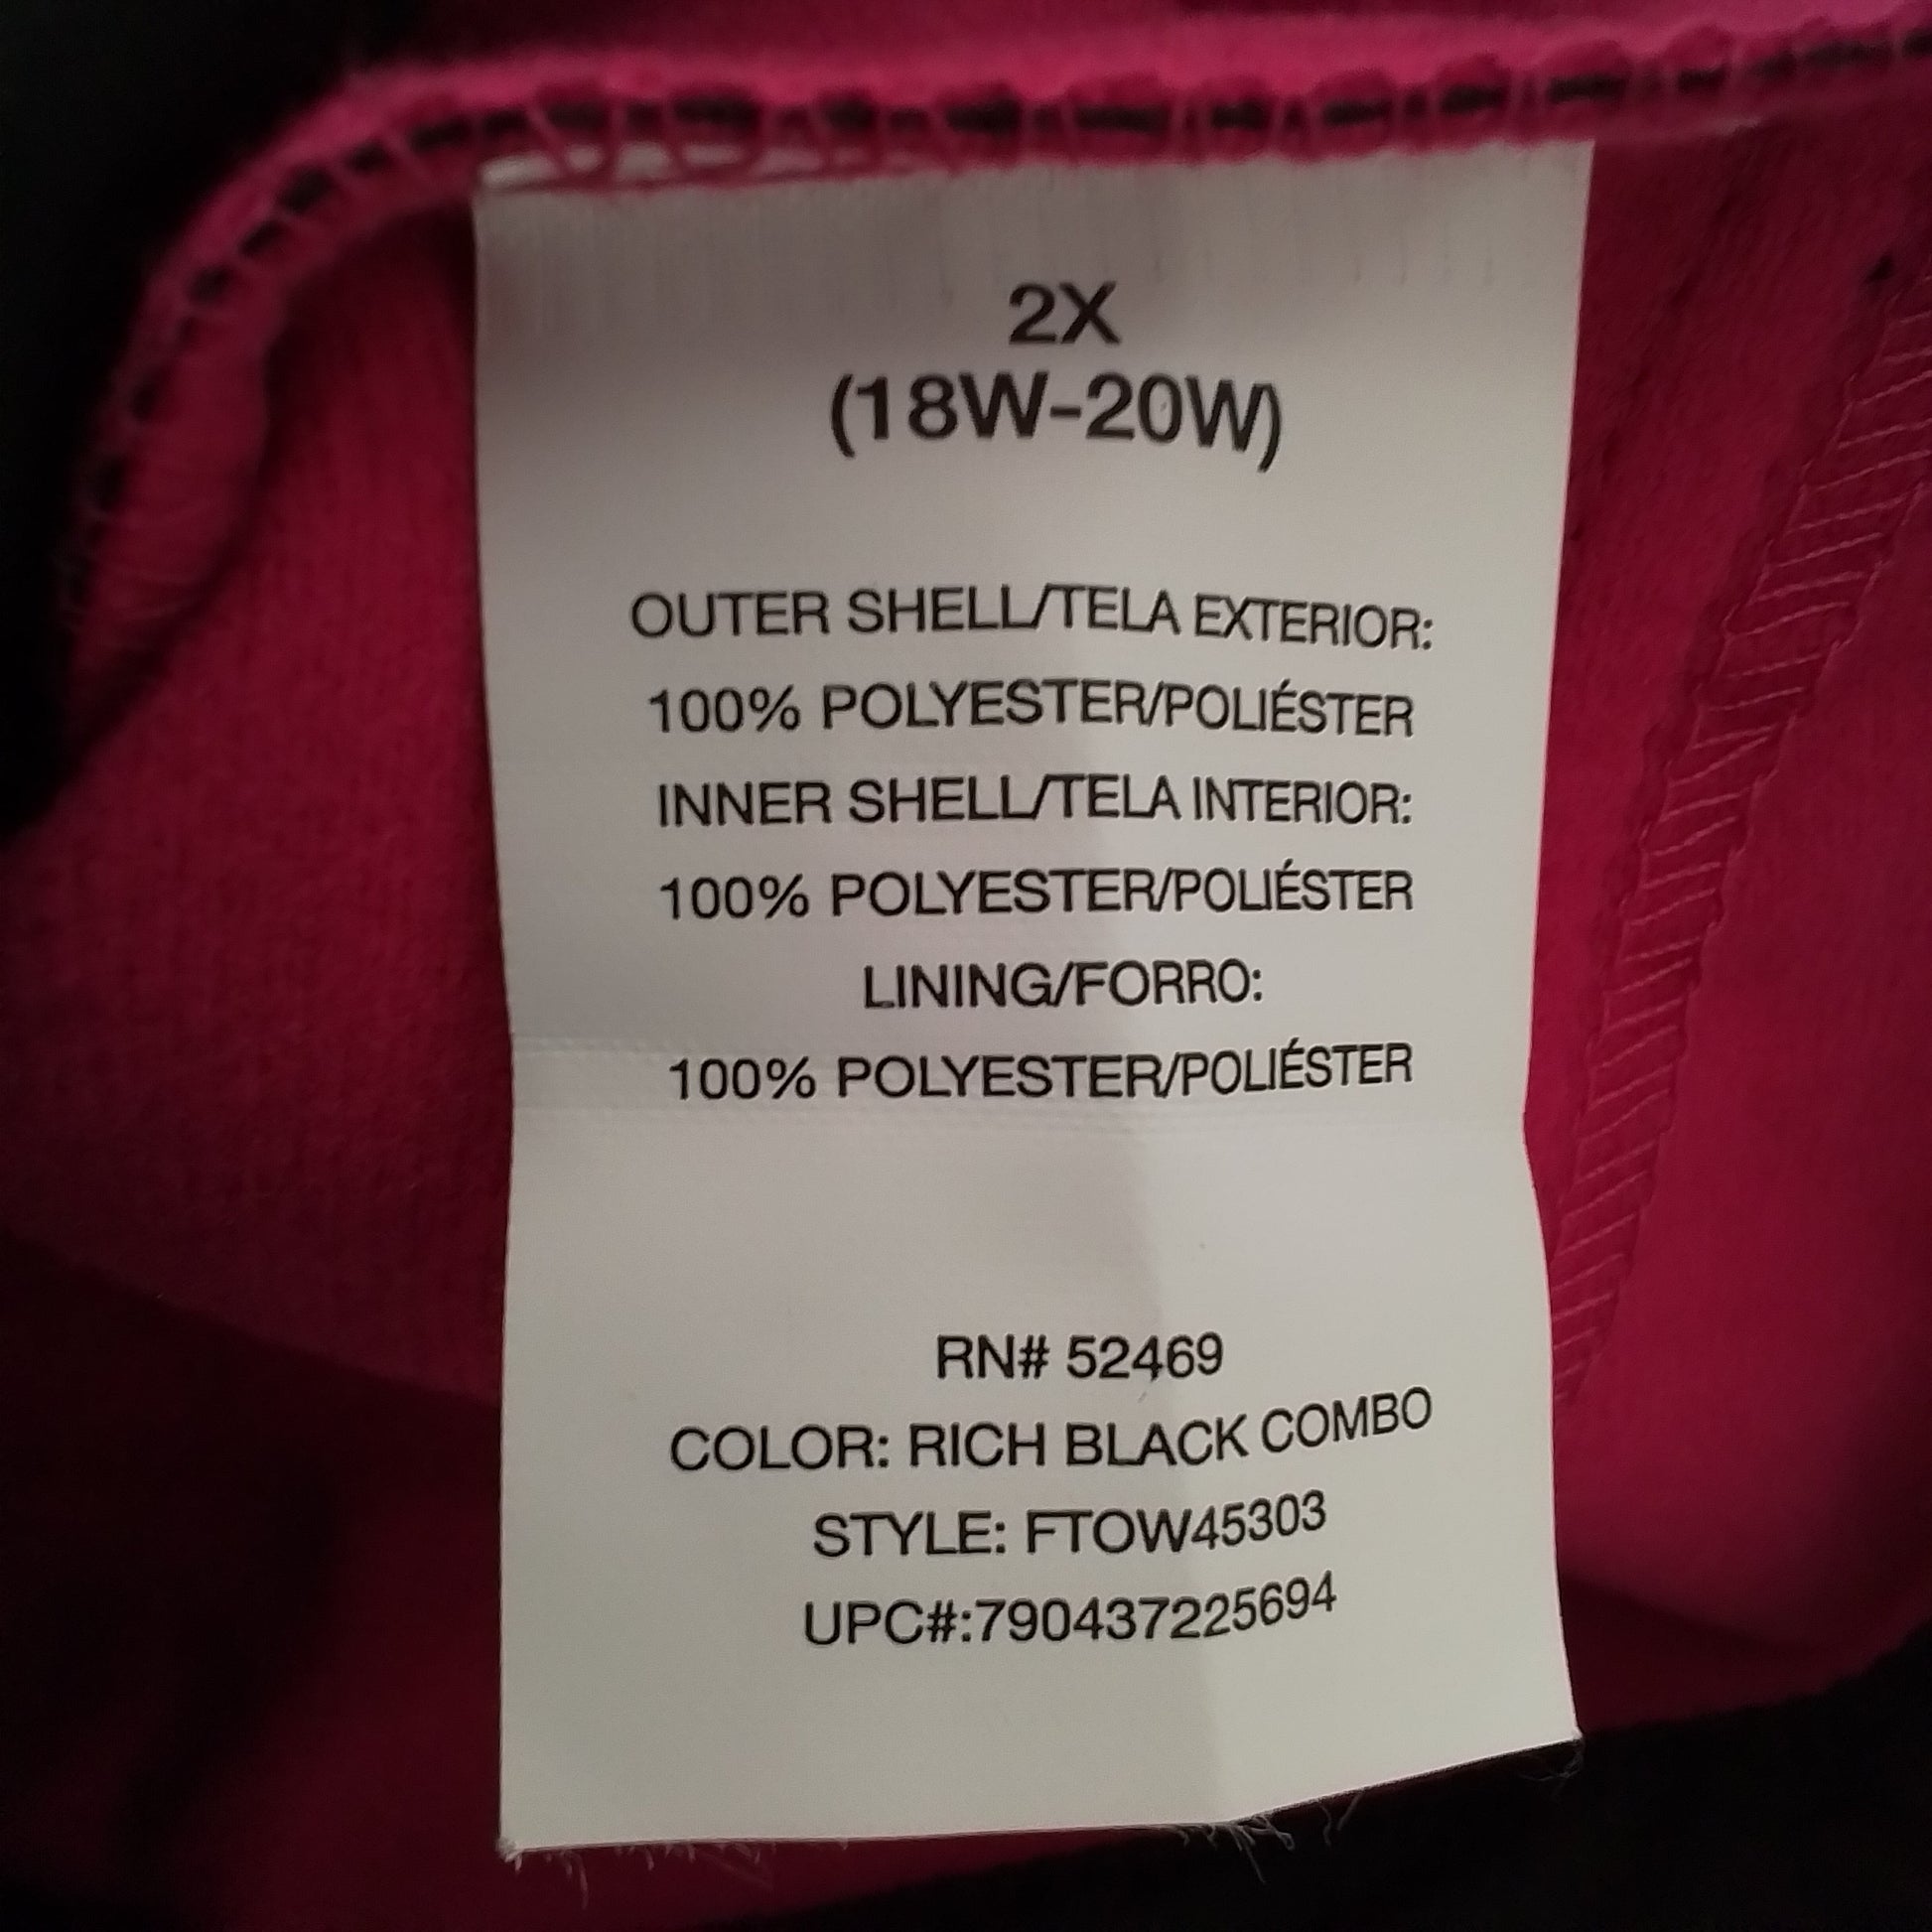 2X
(18W-20W)
OUTER SHELL/TELA EXTERIOR:
100% POLYESTER/POLIÉSTER
INNER SHELL/TELA INTERIOR:
100% POLYESTER/POLIÉSTER
LINING/FORRO:
100% POLYESTER/POLIÉSTER
RN# 52469
COLOR: RICH BLACK COMBO
STYLE: FTOW45303
UPC#:790437225694